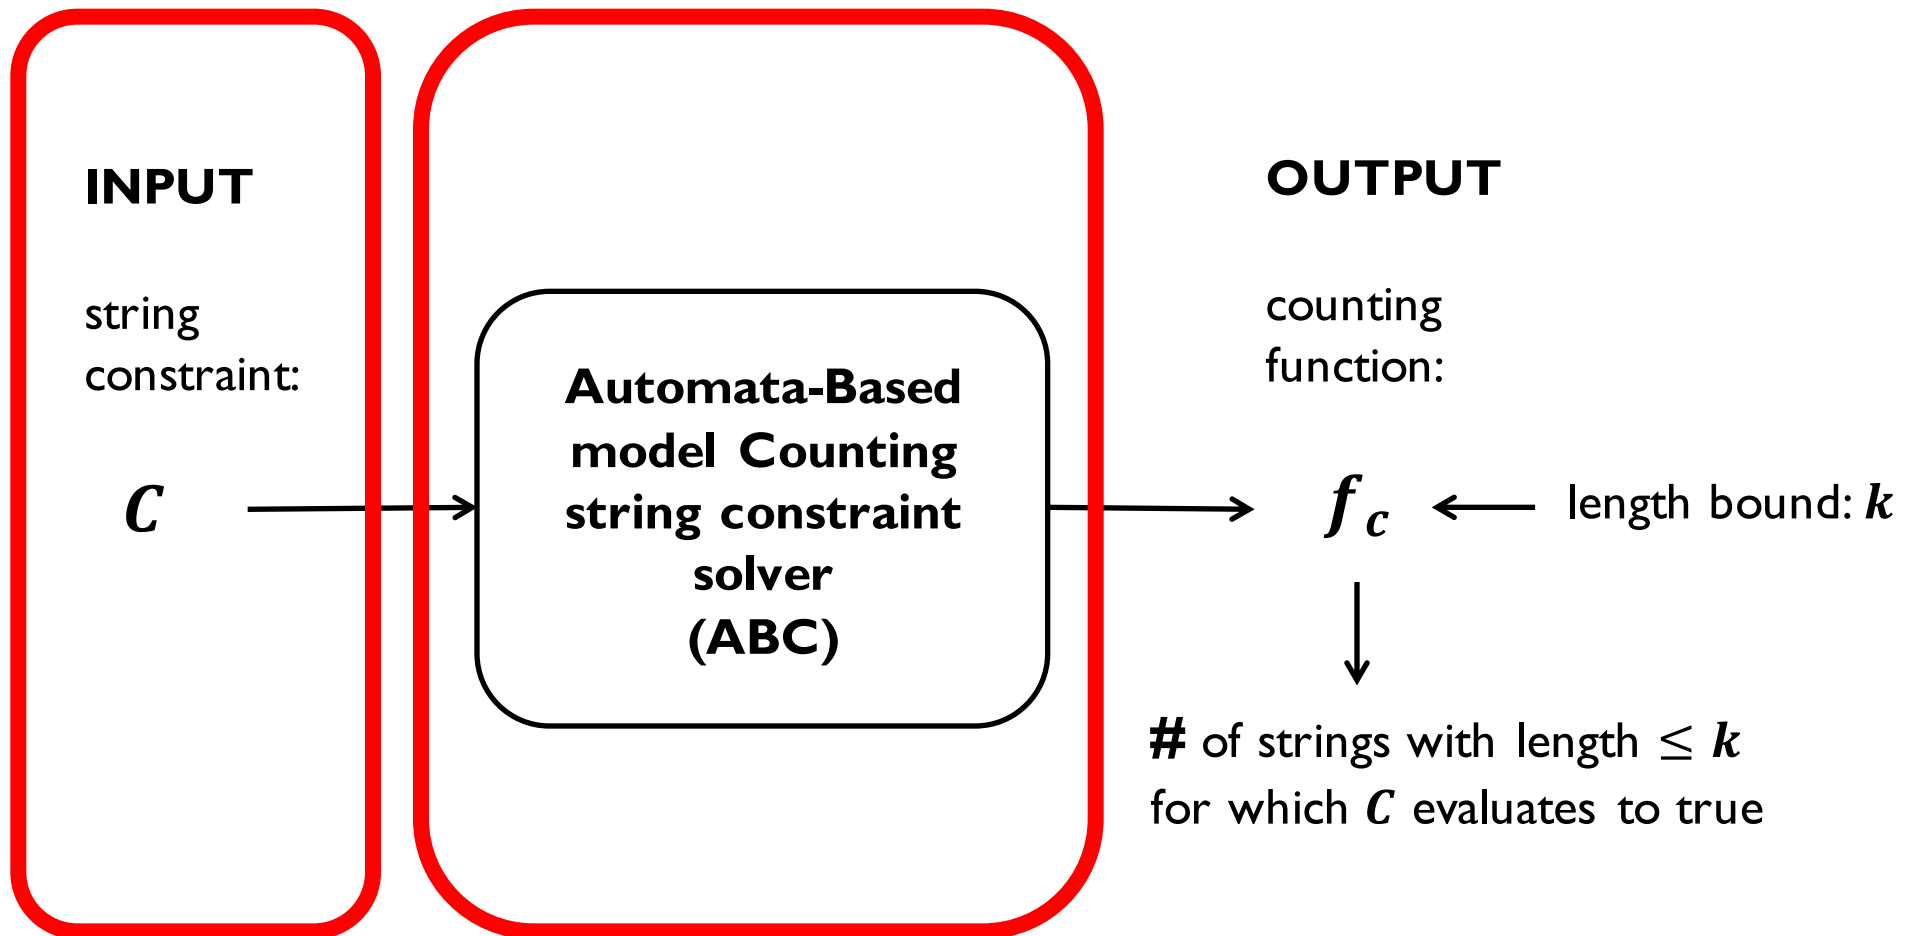 INPUT
string
constraint:
C
Automata-Based
model Counting
string constraint
solver
(ABC)
OUTPUT
counting
function:
f c
length bound: k
# of strings with length ≤ k
for which C evaluates to true